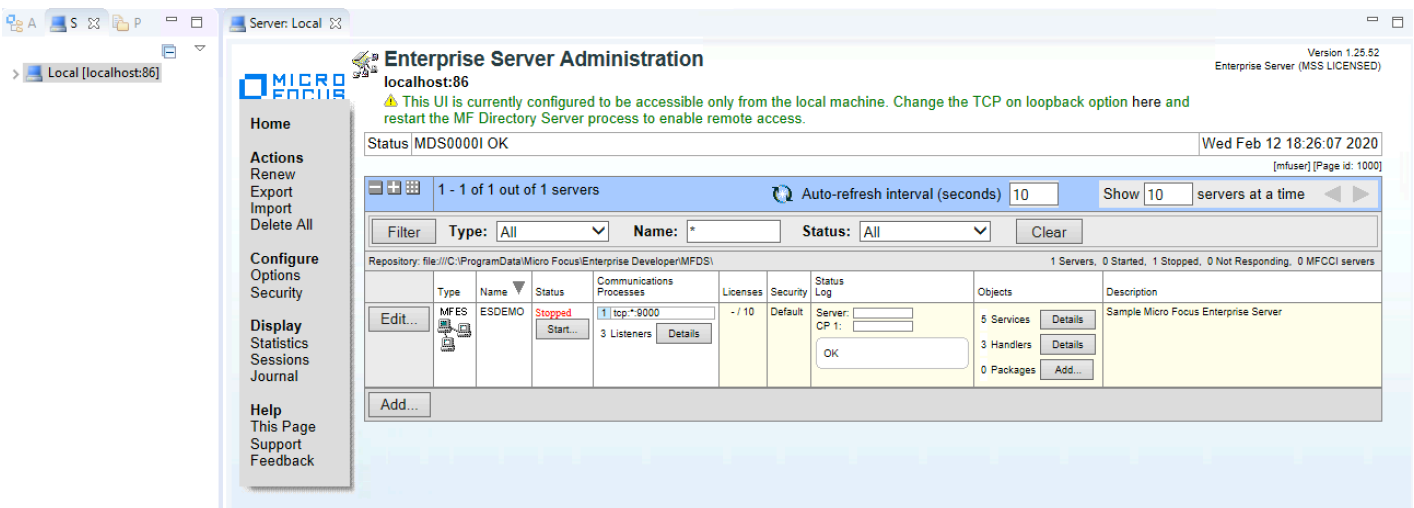 A S P
Server: Local
Local [localhost:86]
MICRO
FOCUS
Enterprise Server Administration
localhost:86
Version 1.25.52
Enterprise Server (MSS LICENSED)
This UI is currently configured to be accessible only from the local machine. Change the TCP on loopback option here and
restart the MF Directory Server process to enable remote access.
Home
Actions
Renew
Export
Import
Delete All
Configure
Options
Security
Display
Statistics
Sessions
Journal
Help
This Page
Support
Feedback
Status MDS0000I OK Wed Feb 12 18:26:07 2020
[mfuser] [Page id: 1000]
1 - 1 of 1 out of 1 servers Auto-refresh interval (seconds) 10 Show 10 servers at a time
Filter Type: All Name: * Status: All Clear
Repository: file:///C:\ProgramData\Micro Focus\Enterprise Developer\MFDS\ 1 Servers, 0 Started, 1 Stopped, 0 Not Responding, 0 MFCCI servers
Type Name Status Communications Processes Licenses Security Status Log Objects Description
Edit... MFES ESDEMO Stopped 1 tcp:*:9000 - / 10 Default Server: 5 Services Details Sample Micro Focus Enterprise Server
Start... 3 Listeners Details CP 1:
3 Handlers Details
OK
0 Packages Add...
Add...